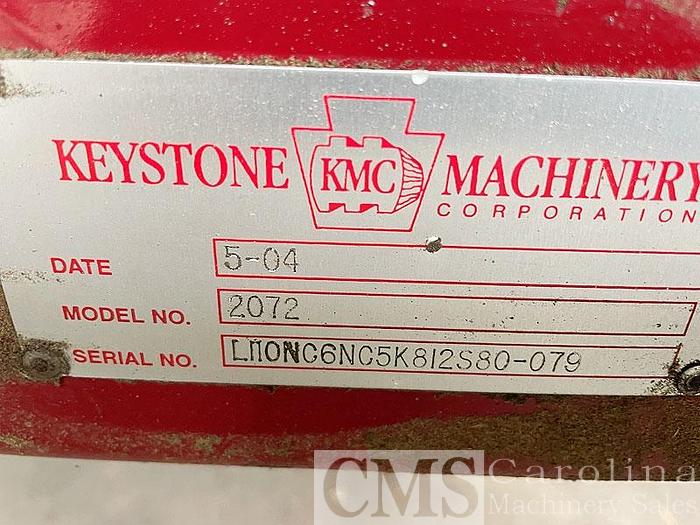 KEYSTONE KMC MACHINERY
CORPORATION
DATE 5-04
MODEL NO. 2072
SERIAL NO. LMONC6NC5K812S80-079
CMS Carolina
Machinery Sales